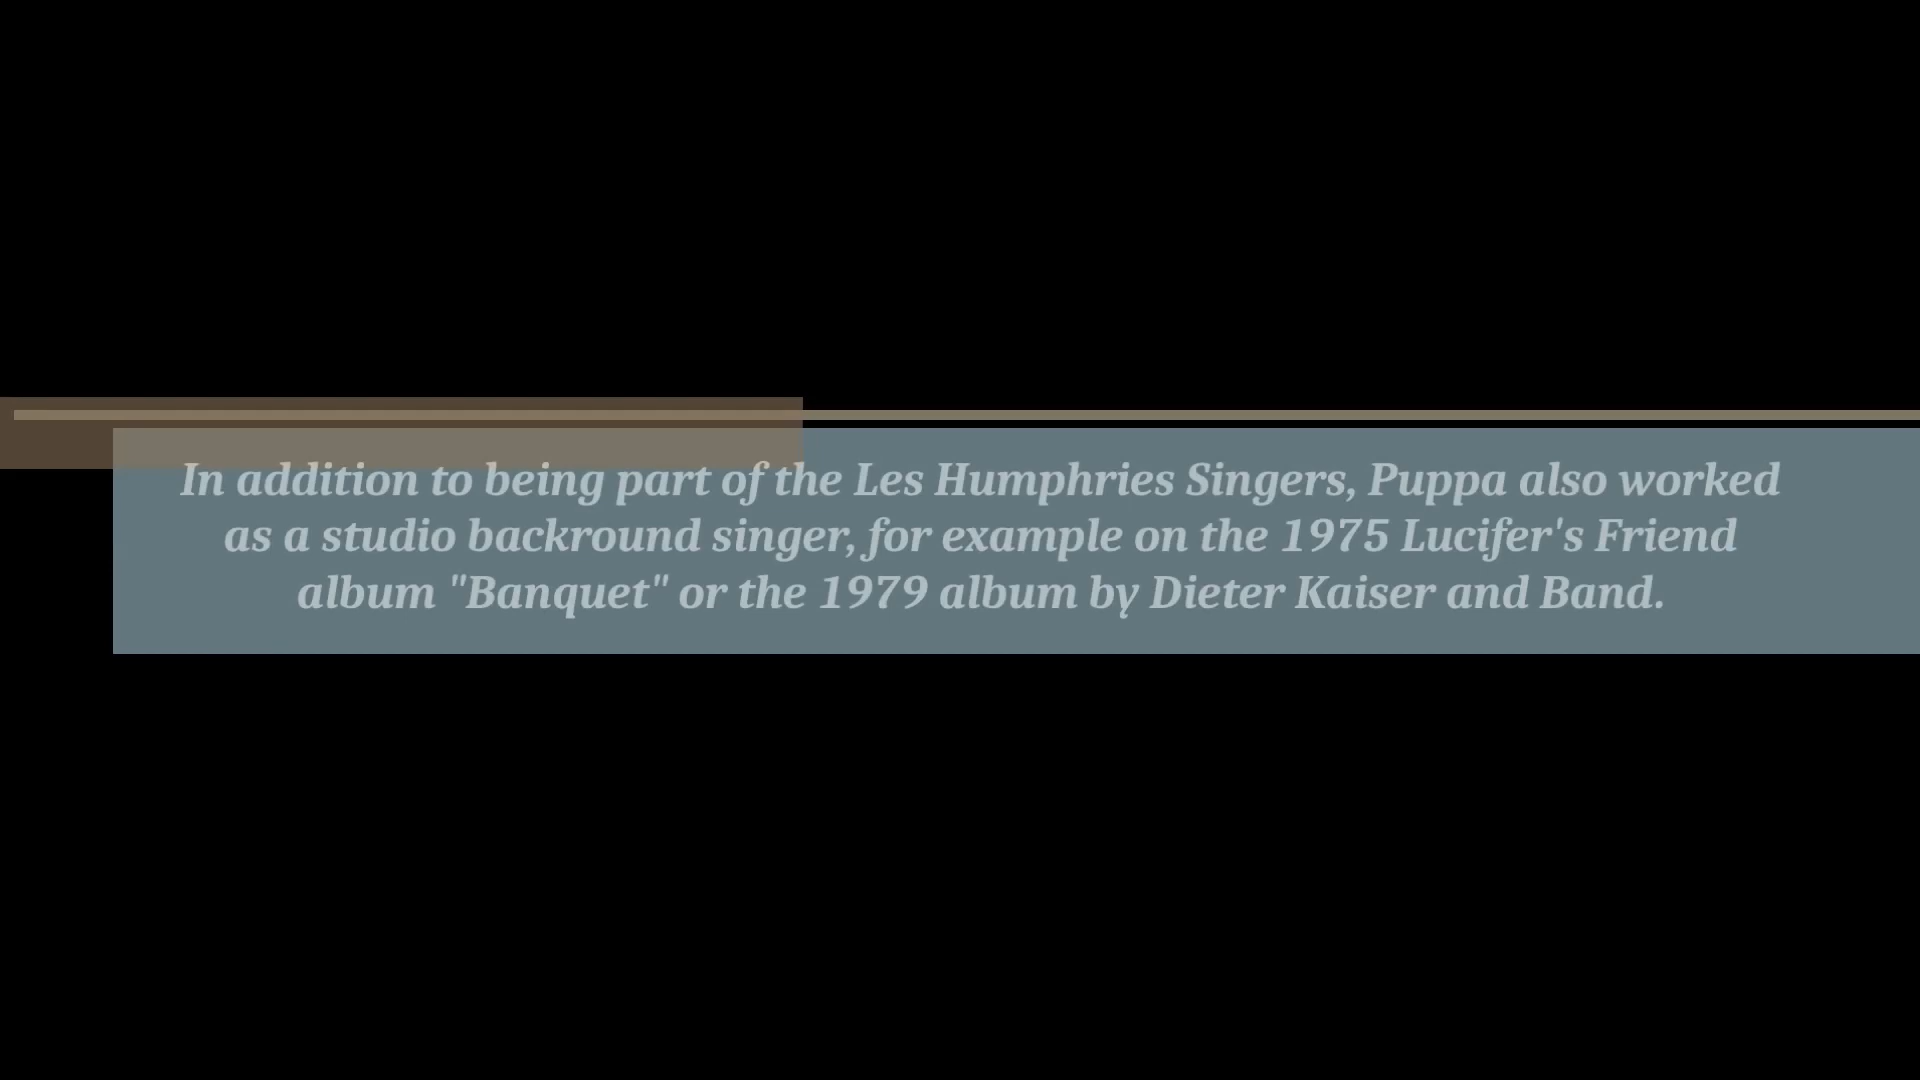 In addition to being part of the Les Humphries Singers, Puppa also worked
as a studio backround singer, for example on the 1975 Lucifer's Friend
album "Banquet" or the 1979 album by Dieter Kaiser and Band.